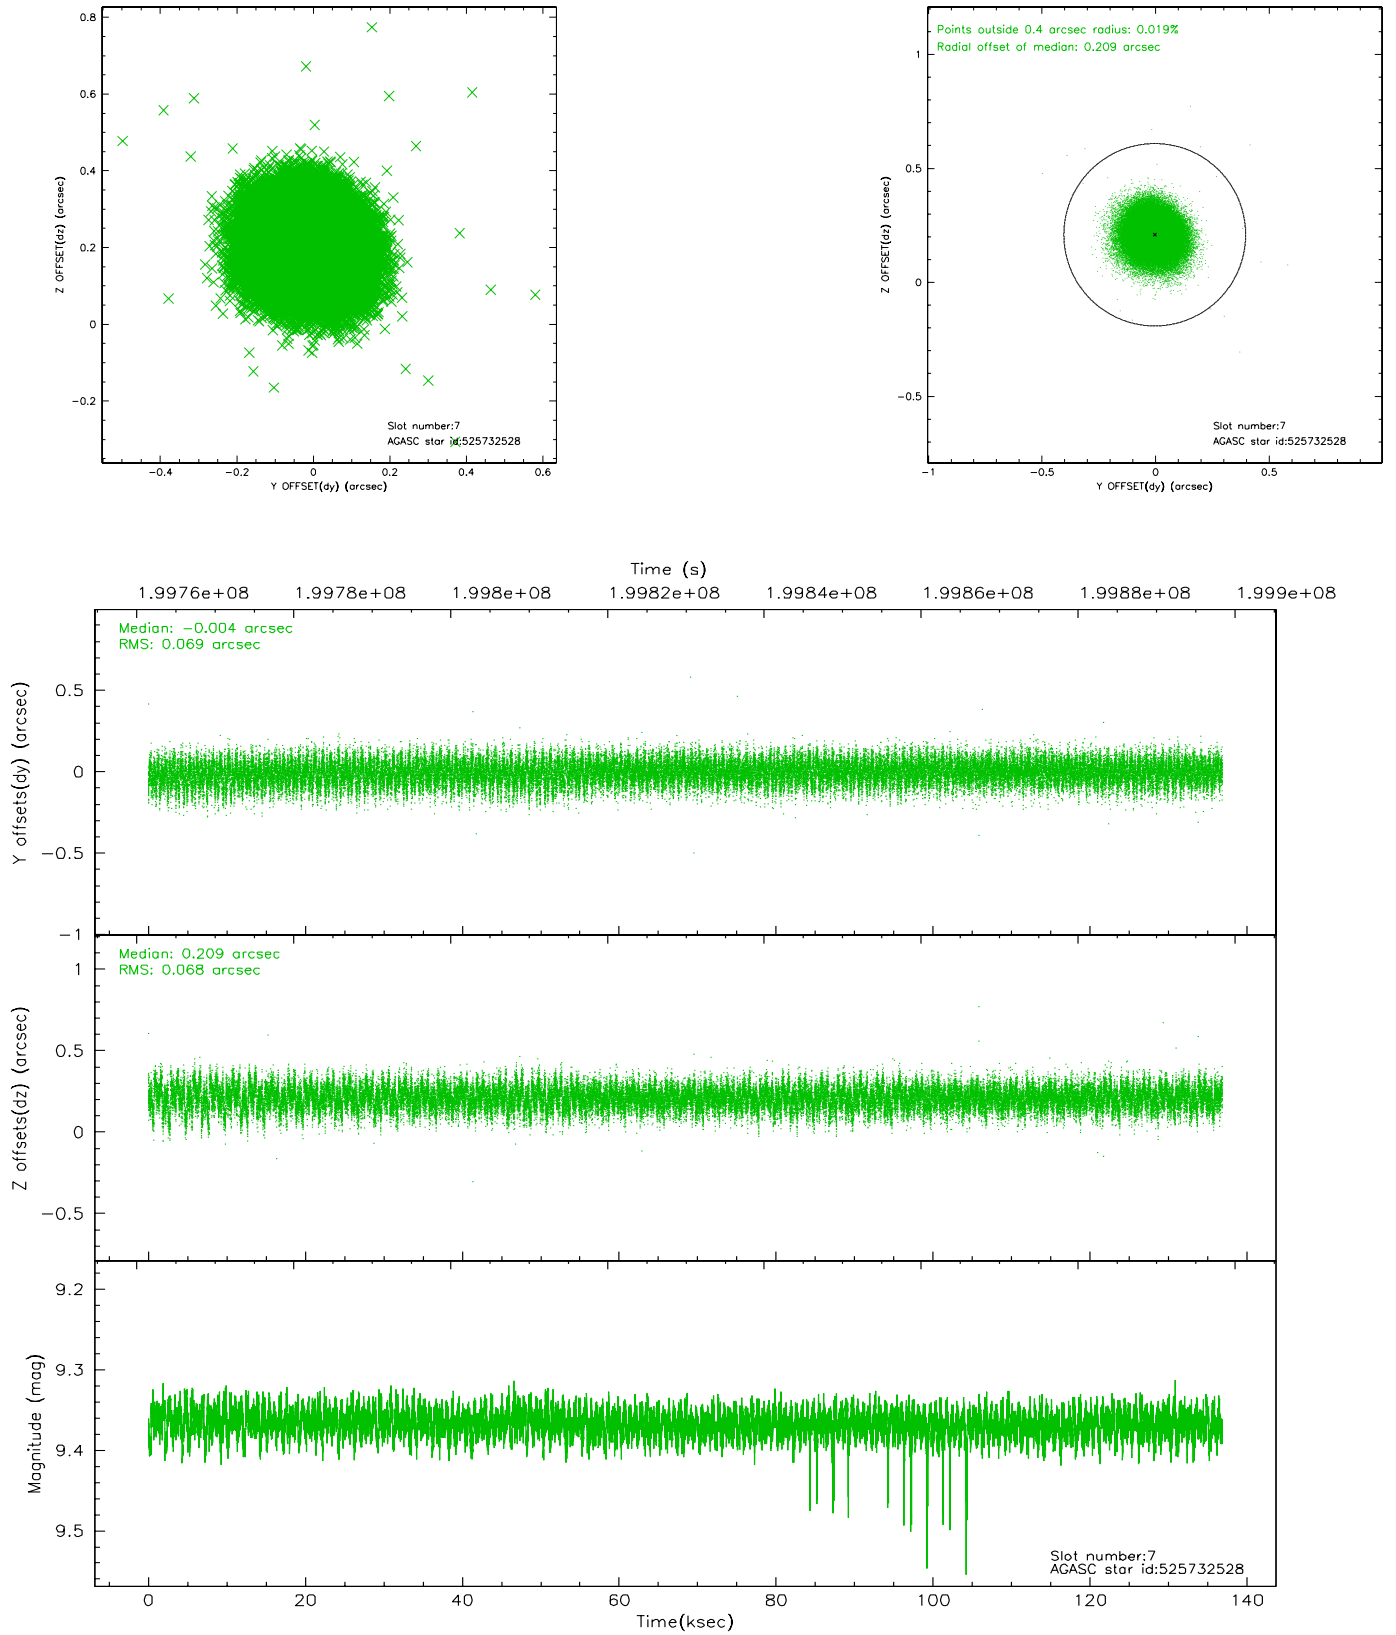 0.8
0.6
0.4
0.2
0
−0.2
Z OFFSET(dz) (arcsec)
Slot number:7
AGASC star id:525732528
−0.4 −0.2 0 0.2 0.4 0.6
Y OFFSET(dy) (arcsec)
Points outside 0.4 arcsec radius: 0.019%
Radial offset of median: 0.209 arcsec
1
0.5
0
−0.5
Z OFFSET(dz) (arcsec)
Slot number:7
AGASC star id:525732528
−1 −0.5 0 0.5
Y OFFSET(dy) (arcsec)
Time (s)
1.9976e+08 1.9978e+08 1.998e+08 1.9982e+08 1.9984e+08 1.9986e+08 1.9988e+08 1.999e+08
Median: −0.004 arcsec
RMS: 0.069 arcsec
0.5
0
−0.5
−1
Y offsets(dy) (arcsec)
Median: 0.209 arcsec
RMS: 0.068 arcsec
1
0.5
0
−0.5
Z offsets(dz) (arcsec)
9.2
9.3
9.4
9.5
Magnitude (mag)
Slot number:7
AGASC star id:525732528
0 20 40 60 80 100 120 140
Time(ksec)